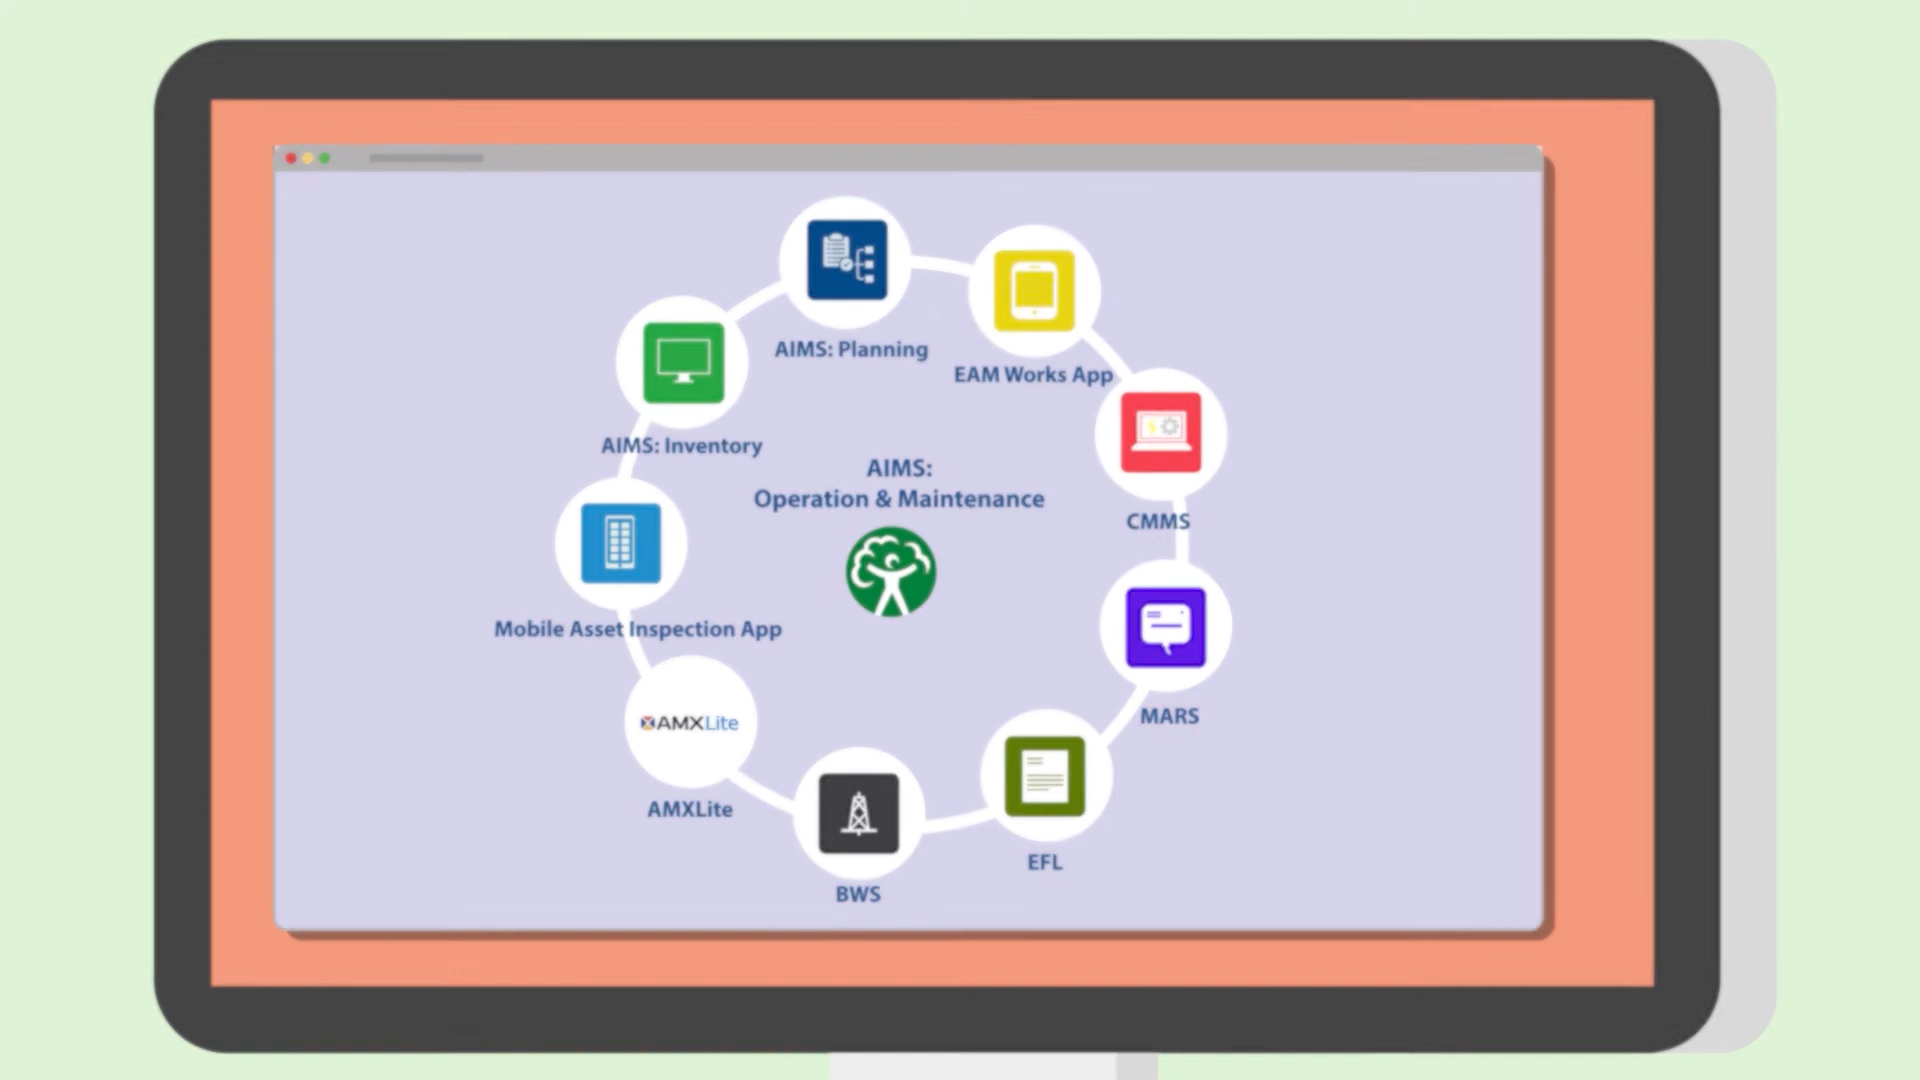 AIMS: Planning
EAM Works App
AIMS: Inventory
AIMS:
Operation & Maintenance
CMMS
Mobile Asset Inspection App
MARS
AMXLite
AMXLite
EFL
BWS